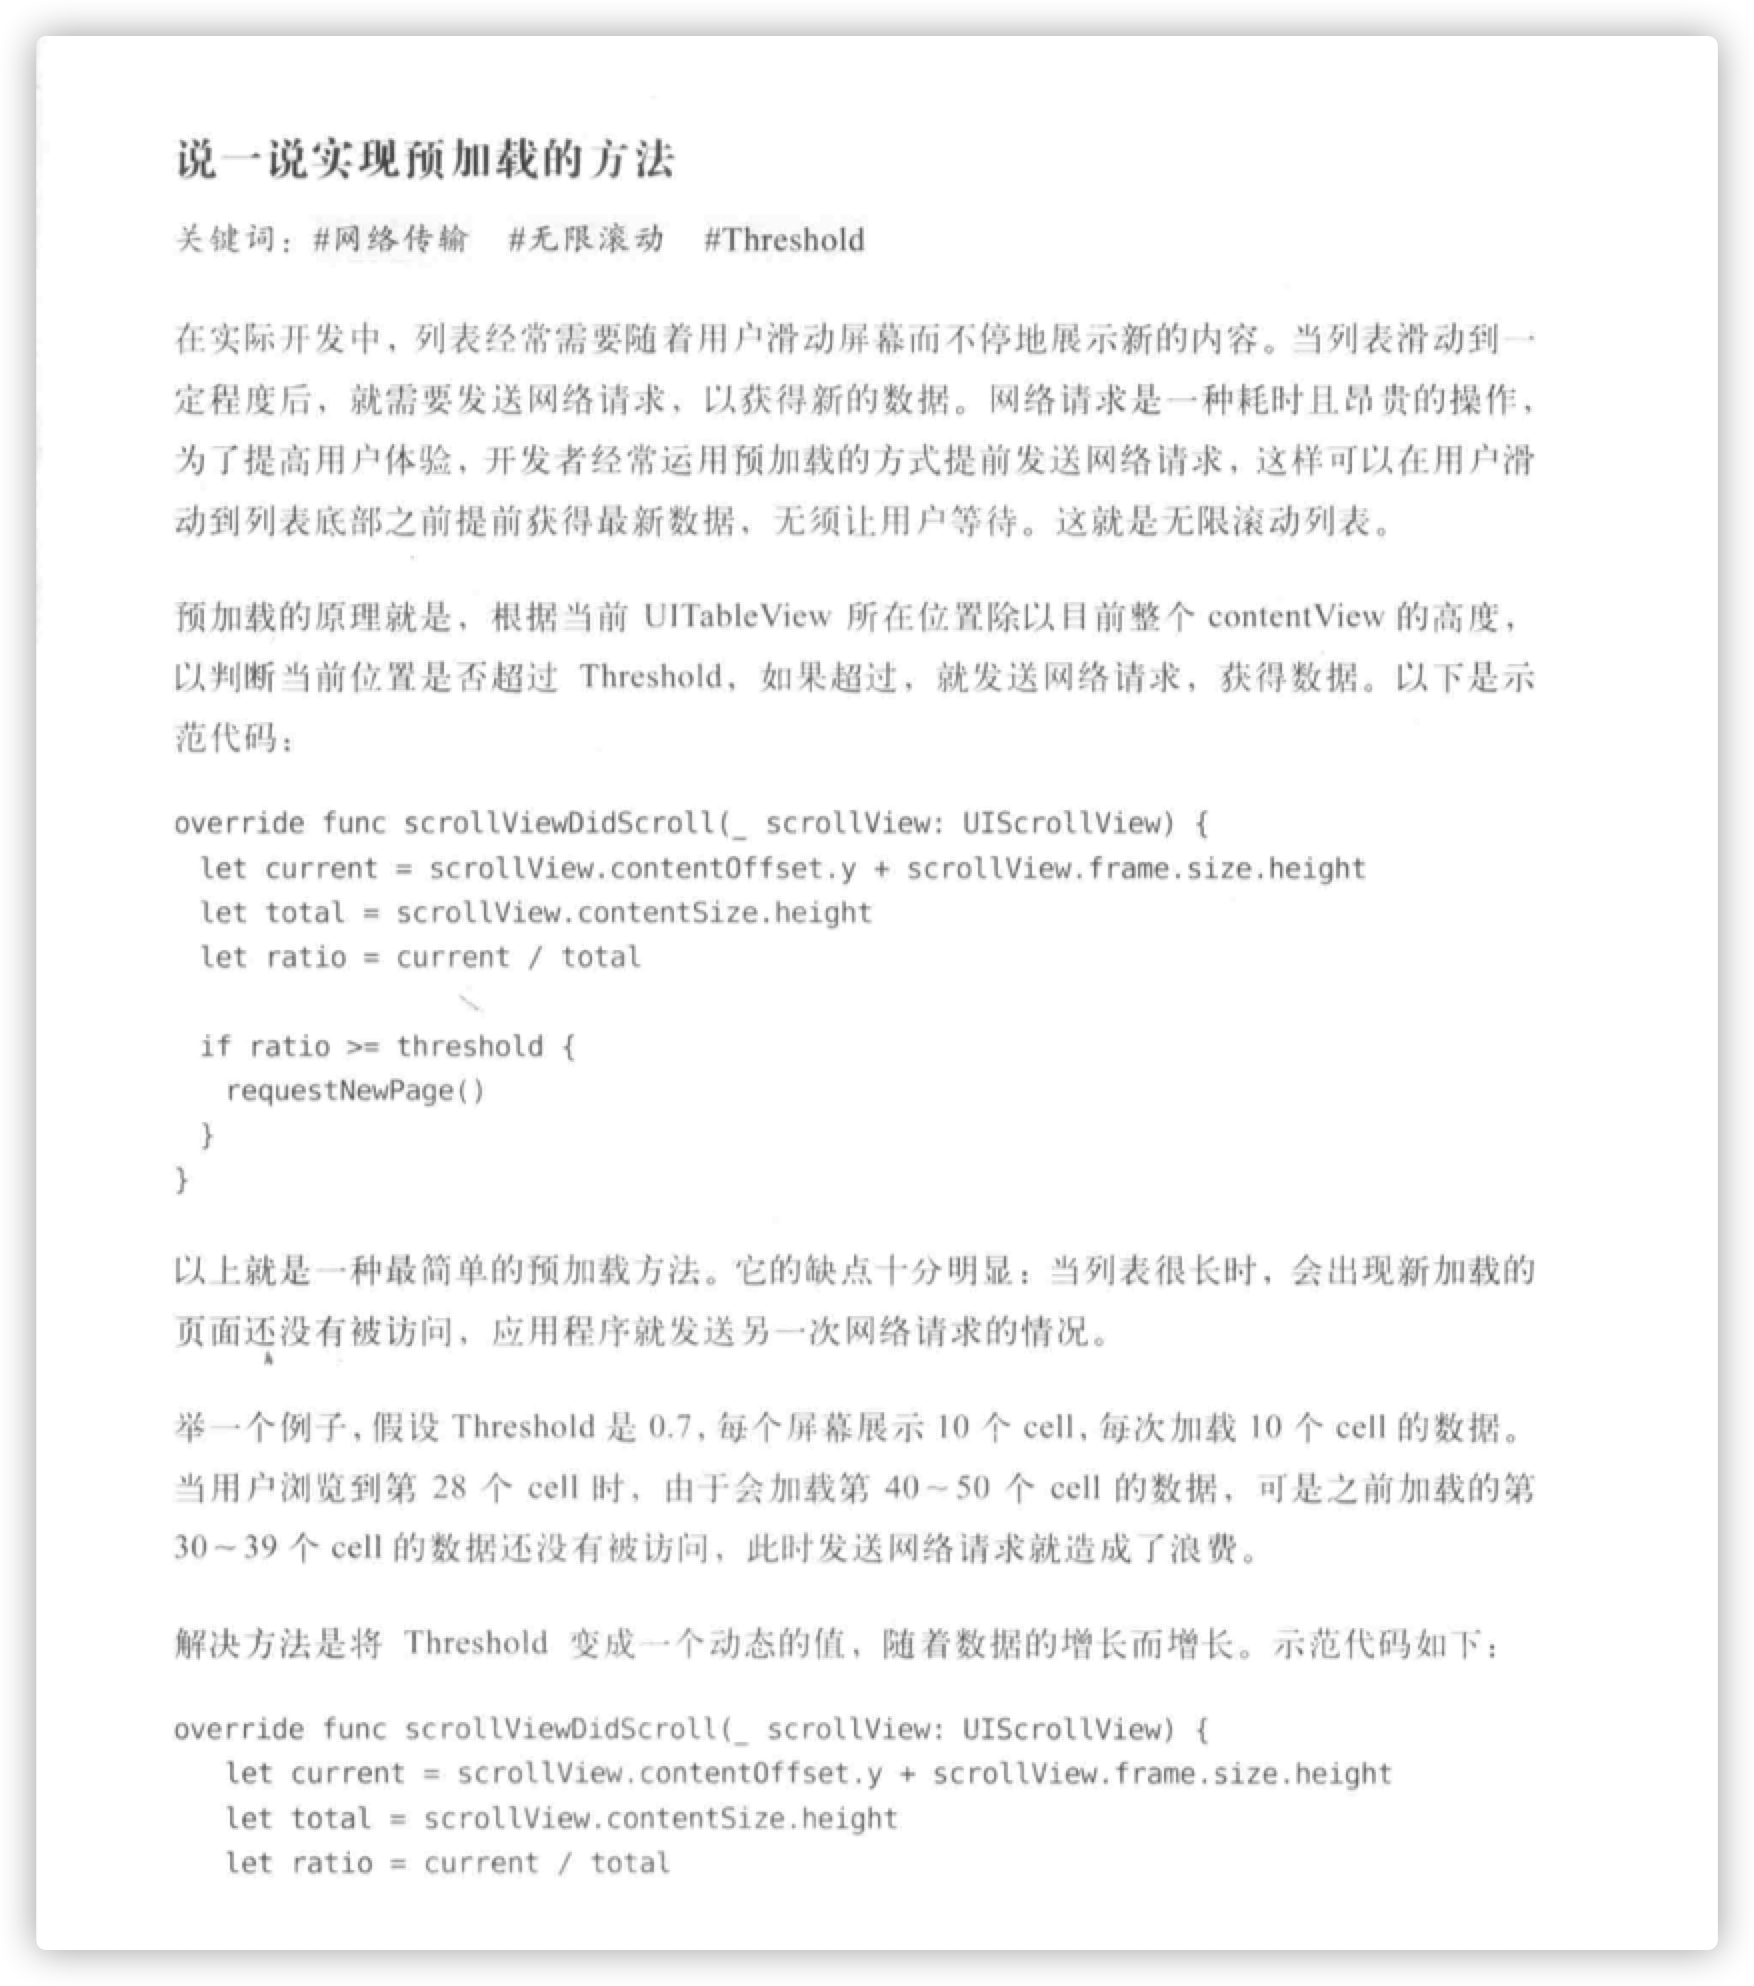 说一说实现预加载的方法
关键词：#网络传输 #无限滚动 #Threshold
在实际开发中，列表经常需要随着用户滑动屏幕而不停地展示新的内容。当列表滑动到一
定程度后，就需要发送网络请求，以获得新的数据。网络请求是一种耗时且昂贵的操作，
为了提高用户体验，开发者经常运用预加载的方式提前发送网络请求，这样可以在用户滑
动到列表底部之前提前获得最新数据，无须让用户等待。这就是无限滚动列表。
预加载的原理就是，根据当前 UITableView 所在位置除以目前整个 contentView 的高度，
以判断当前位置是否超过 Threshold，如果超过，就发送网络请求，获得数据。以下是示
范代码：
override func scrollViewDidScroll(_ scrollView: UIScrollView) {
  let current = scrollView.contentOffset.y + scrollView.frame.size.height
  let total = scrollView.contentSize.height
  let ratio = current / total
  if ratio >= threshold {
    requestNewPage()
  }
}
以上就是一种最简单的预加载方法。它的缺点十分明显：当列表很长时，会出现新加载的
页面还没有被访问，应用程序就发送另一次网络请求的情况。
举一个例子，假设 Threshold 是 0.7，每个屏幕展示 10 个 cell，每次加载 10 个 cell 的数据。
当用户浏览到第 28 个 cell 时，由于会加载第 40～50 个 cell 的数据，可是之前加载的第
30～39 个 cell 的数据还没有被访问，此时发送网络请求就造成了浪费。
解决方法是将 Threshold 变成一个动态的值，随着数据的增长而增长。示范代码如下：
override func scrollViewDidScroll(_ scrollView: UIScrollView) {
    let current = scrollView.contentOffset.y + scrollView.frame.size.height
    let total = scrollView.contentSize.height
    let ratio = current / total